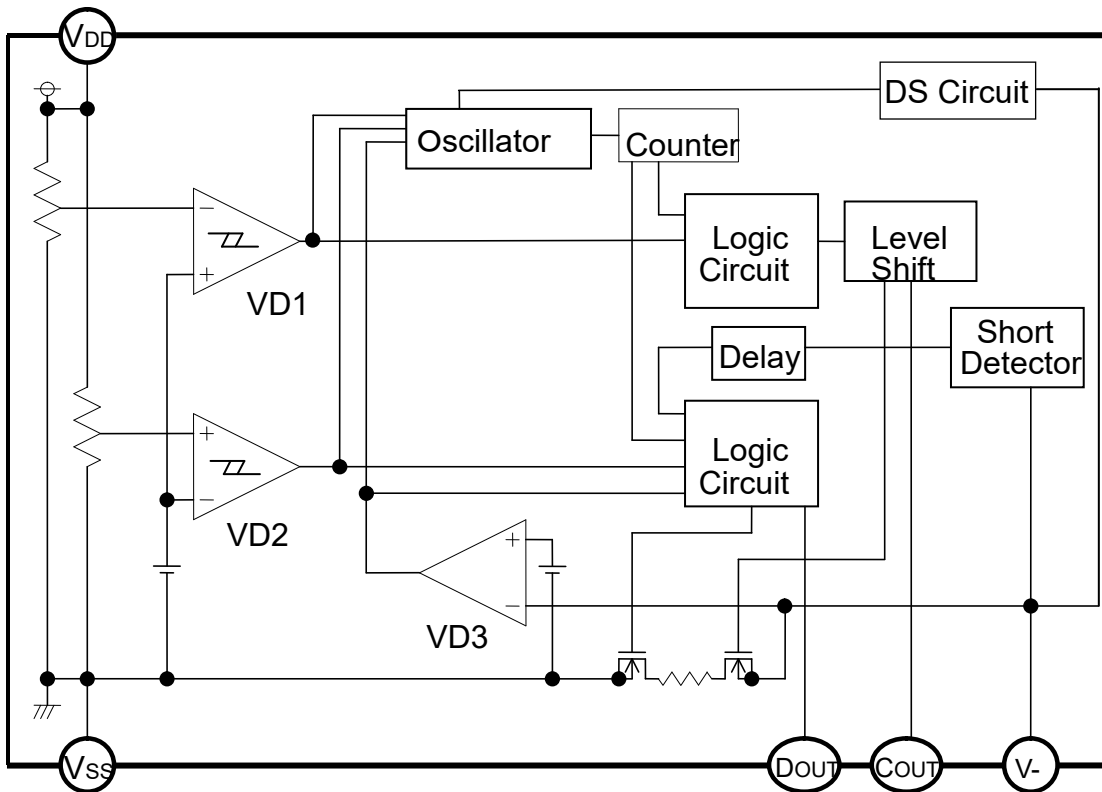 VDD
DS Circuit
Oscillator
Counter
Logic
Circuit
Level
Shift
−
+
VD1
Delay
Short
Detector
+
−
VD2
Logic
Circuit
+
−
VD3
VSS
DOUT
COUT
V-